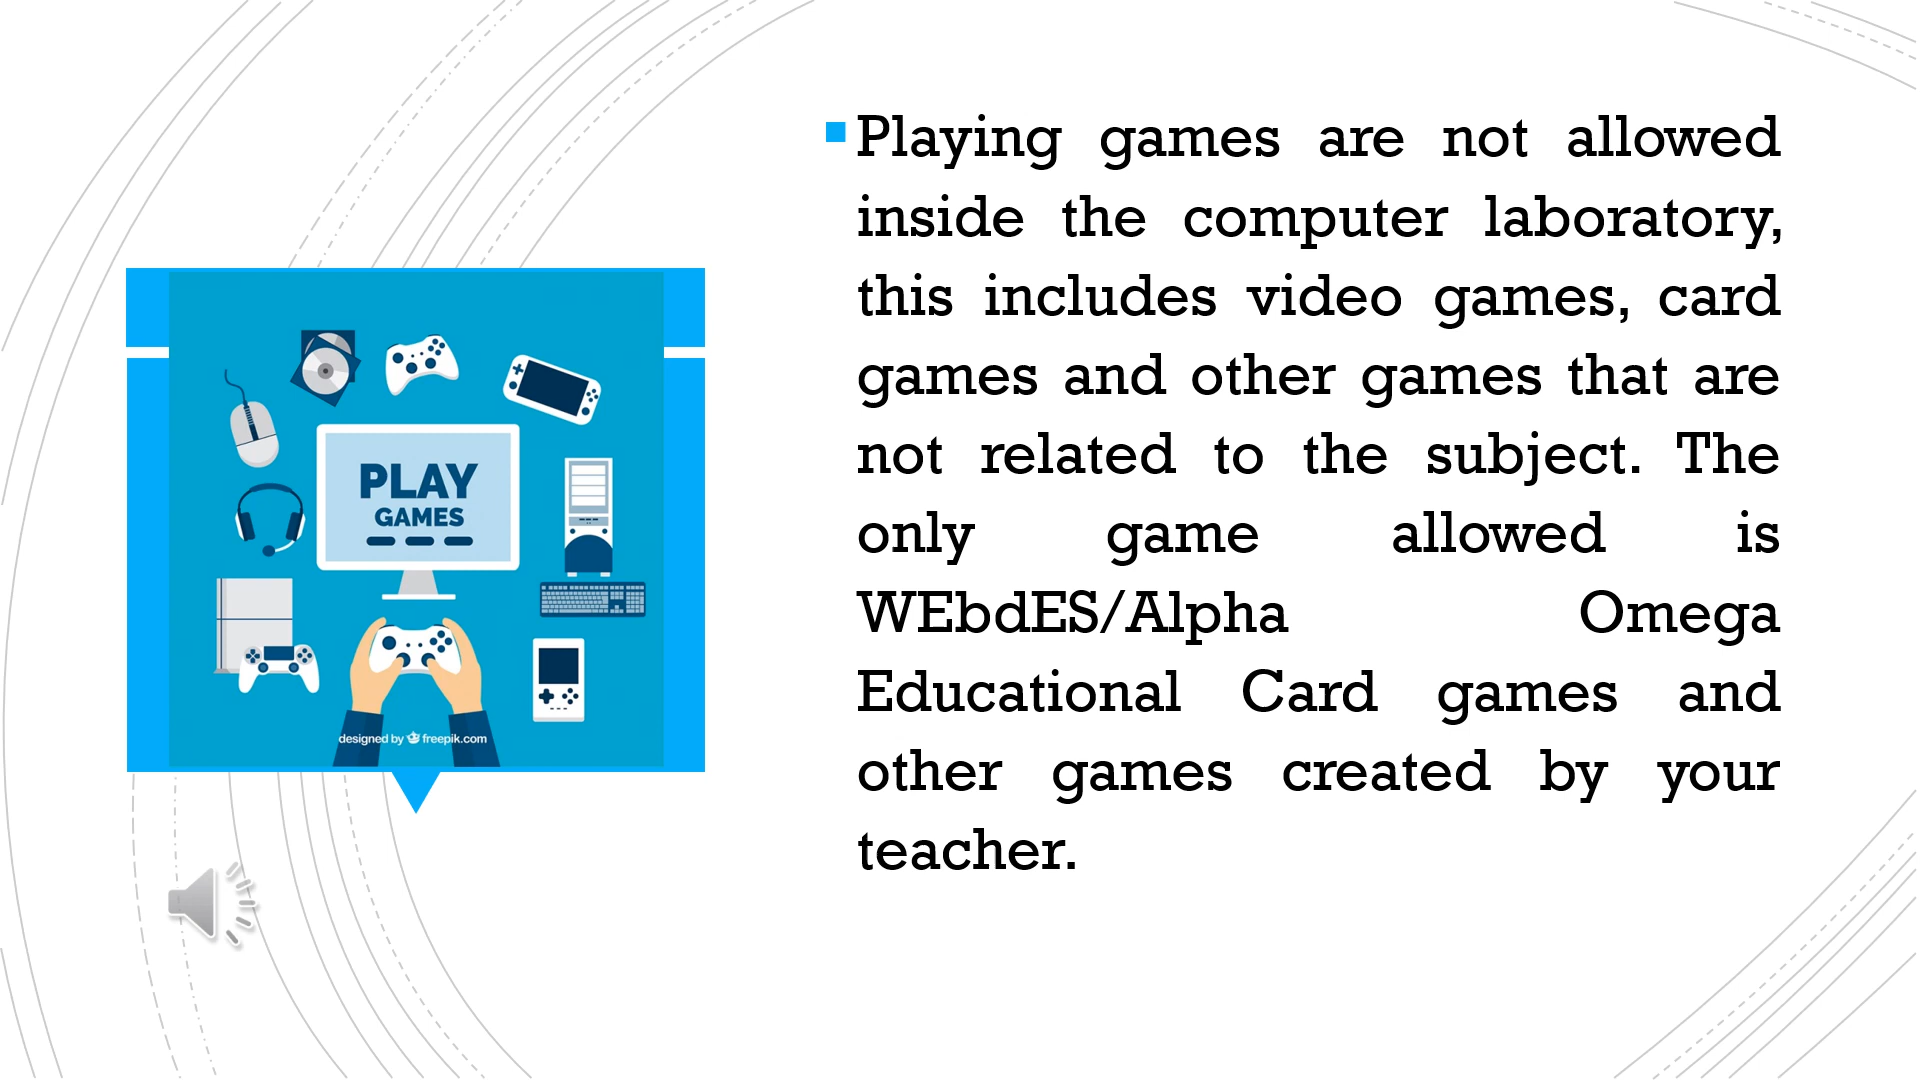 Playing games are not allowed
inside the computer laboratory,
this includes video games, card
games and other games that are
not related to the subject. The
only game allowed is
WEbdES/Alpha Omega
Educational Card games and
other games created by your
teacher.
PLAY
GAMES
designed by freepik.com